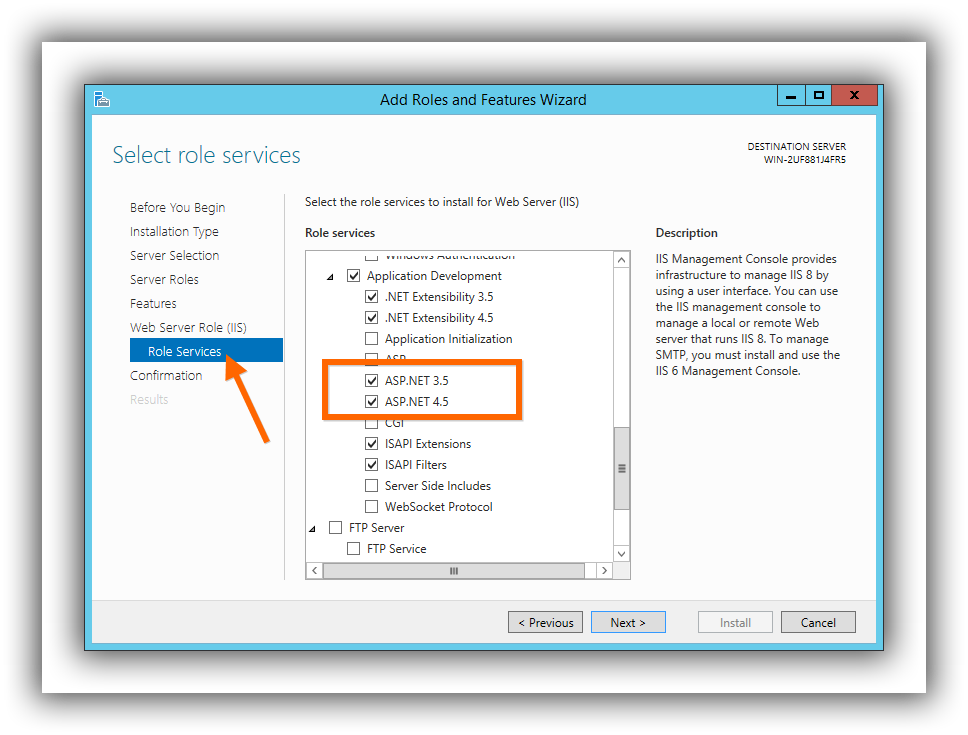 Add Roles and Features Wizard
Select role services
DESTINATION SERVER
WIN-2UF881J4FR5
Before You Begin
Installation Type
Server Selection
Server Roles
Features
Web Server Role (IIS)
Role Services
Confirmation
Results
Select the role services to install for Web Server (IIS)
Role services
Windows Authentication
Application Development
.NET Extensibility 3.5
.NET Extensibility 4.5
Application Initialization
ASP
ASP.NET 3.5
ASP.NET 4.5
CGI
ISAPI Extensions
ISAPI Filters
Server Side Includes
WebSocket Protocol
FTP Server
FTP Service
Description
IIS Management Console provides
infrastructure to manage IIS 8 by
using a user interface. You can use
the IIS management console to
manage a local or remote Web
server that runs IIS 8. To manage
SMTP, you must install and use the
IIS 6 Management Console.
< Previous
Next >
Install
Cancel